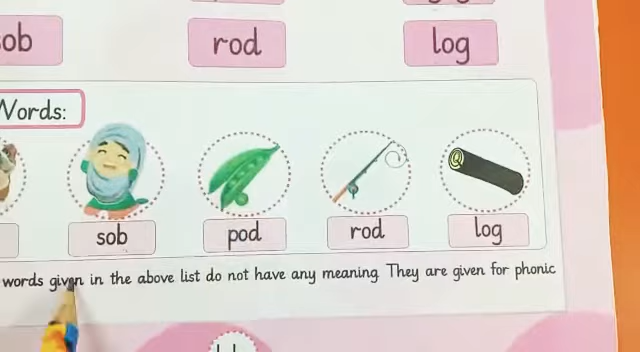 ob rod log
Words:
sob pod rod log
words given in the above list do not have any meaning. They are given for phonic